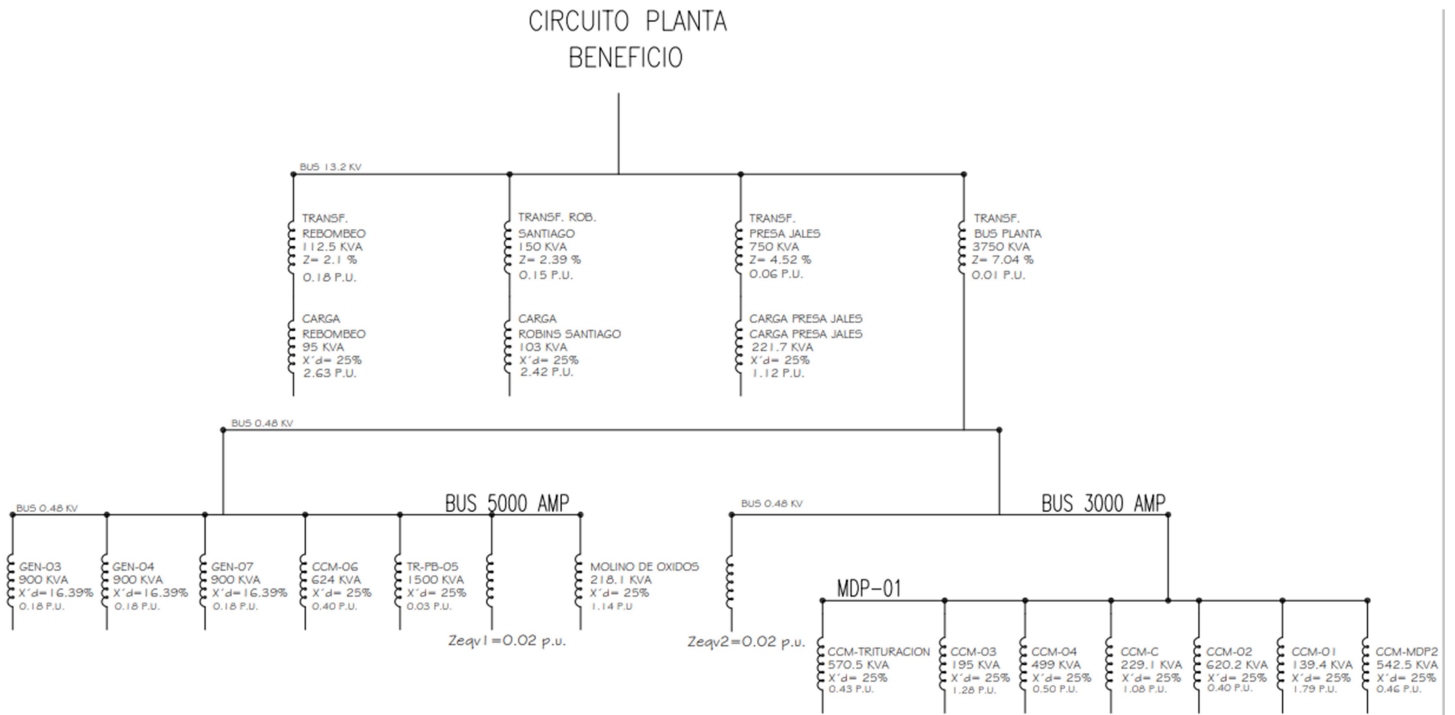 CIRCUITO PLANTA
BENEFICIO
BUS 13.2 KV
TRANSF.
REBOMBEO
112.5 KVA
Z= 2.1 %
0.18 P.U.
TRANSF. ROB.
SANTIAGO
150 KVA
Z= 2.39 %
0.15 P.U.
TRANSF.
PRESA JALES
750 KVA
Z= 4.52 %
0.06 P.U.
TRANSF.
BUS PLANTA
3750 KVA
Z= 7.04 %
0.01 P.U.
CARGA
REBOMBEO
95 KVA
X´d= 25%
2.63 P.U.
CARGA
ROBINS SANTIAGO
103 KVA
X´d= 25%
2.42 P.U.
CARGA PRESA JALES
CARGA PRESA JALES
221.7 KVA
X´d= 25%
1.12 P.U.
BUS 0.48 KV
BUS 0.48 KV
BUS 5000 AMP
BUS 0.48 KV
BUS 3000 AMP
GEN-03
900 KVA
X´d=16.39%
0.18 P.U.
GEN-04
900 KVA
X´d=16.39%
0.18 P.U.
GEN-07
900 KVA
X´d=16.39%
0.18 P.U.
CCM-06
624 KVA
X´d= 25%
0.40 P.U.
TR-PB-05
1500 KVA
X´d= 25%
0.03 P.U.
MOLINO DE OXIDOS
218.1 KVA
X´d= 25%
1.14 P.U
Zeqv1=0.02 p.u.
Zeqv2=0.02 p.u.
MDP-01
CCM-TRITURACION
570.5 KVA
X´d= 25%
0.43 P.U.
CCM-03
195 KVA
X´d= 25%
1.28 P.U.
CCM-04
499 KVA
X´d= 25%
0.50 P.U.
CCM-C
229.1 KVA
X´d= 25%
1.08 P.U.
CCM-02
620.2 KVA
X´d= 25%
0.40 P.U.
CCM-01
139.4 KVA
X´d= 25%
1.79 P.U.
CCM-MDP2
542.5 KVA
X´d= 25%
0.46 P.U.